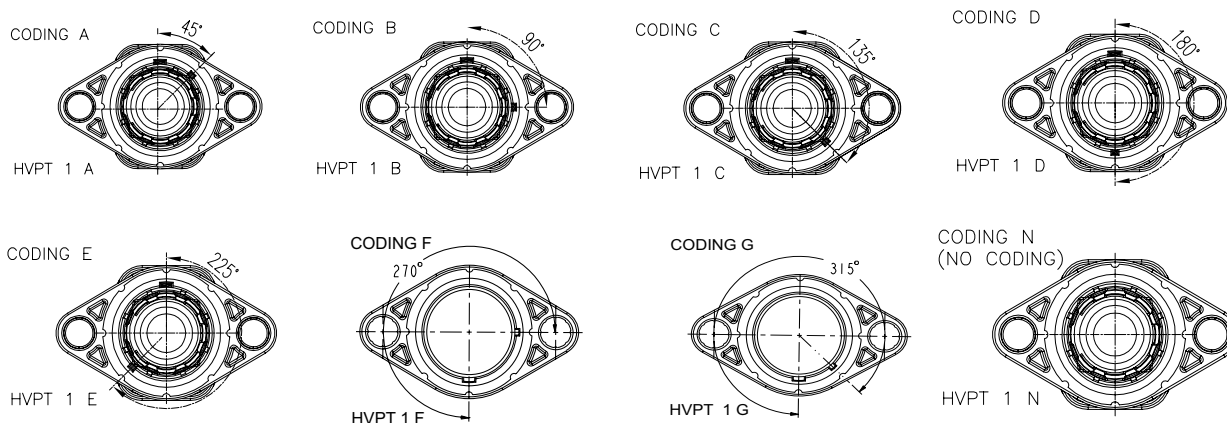 CODING A
45°
HVPT 1 A
CODING B
90°
HVPT 1 B
CODING C
135°
HVPT 1 C
CODING D
180°
HVPT 1 D
CODING E
225°
HVPT 1 E
CODING F
270°
HVPT 1 F
CODING G
315°
HVPT 1 G
CODING N
(NO CODING)
HVPT 1 N